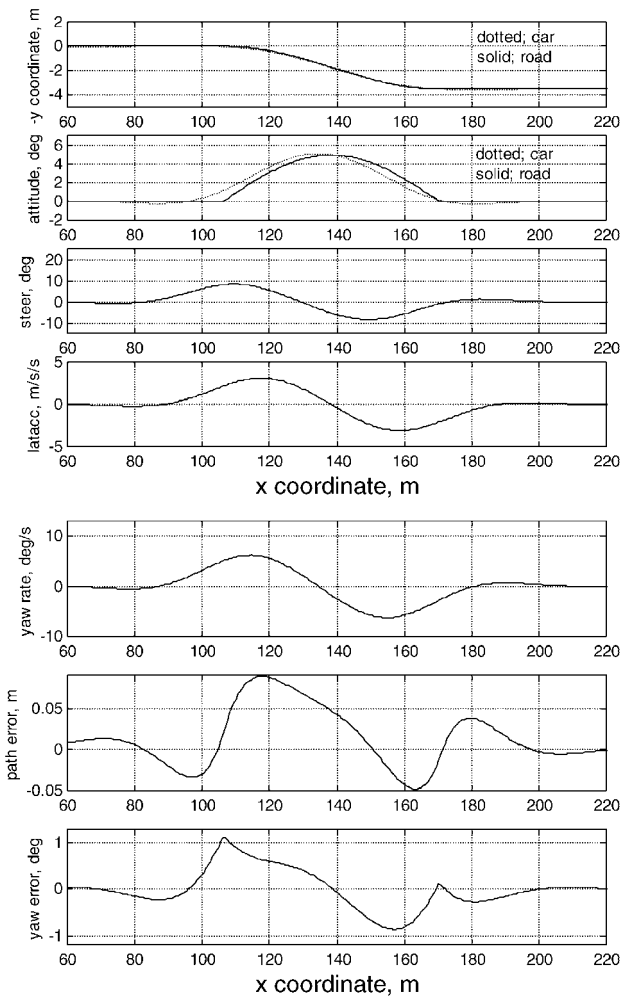 2
0
-2
-4
-y coordinate, m
dotted; car
solid; road
60 80 100 120 140 160 180 200 220
6
4
2
0
-2
attitude, deg
dotted; car
solid; road
60 80 100 120 140 160 180 200 220
20
10
0
-10
steer, deg
60 80 100 120 140 160 180 200 220
5
0
-5
latacc, m/s/s
60 80 100 120 140 160 180 200 220
x coordinate, m
10
0
-10
yaw rate, deg/s
60 80 100 120 140 160 180 200 220
0.05
0
-0.05
path error, m
60 80 100 120 140 160 180 200 220
1
0
-1
yaw error, deg
60 80 100 120 140 160 180 200 220
x coordinate, m